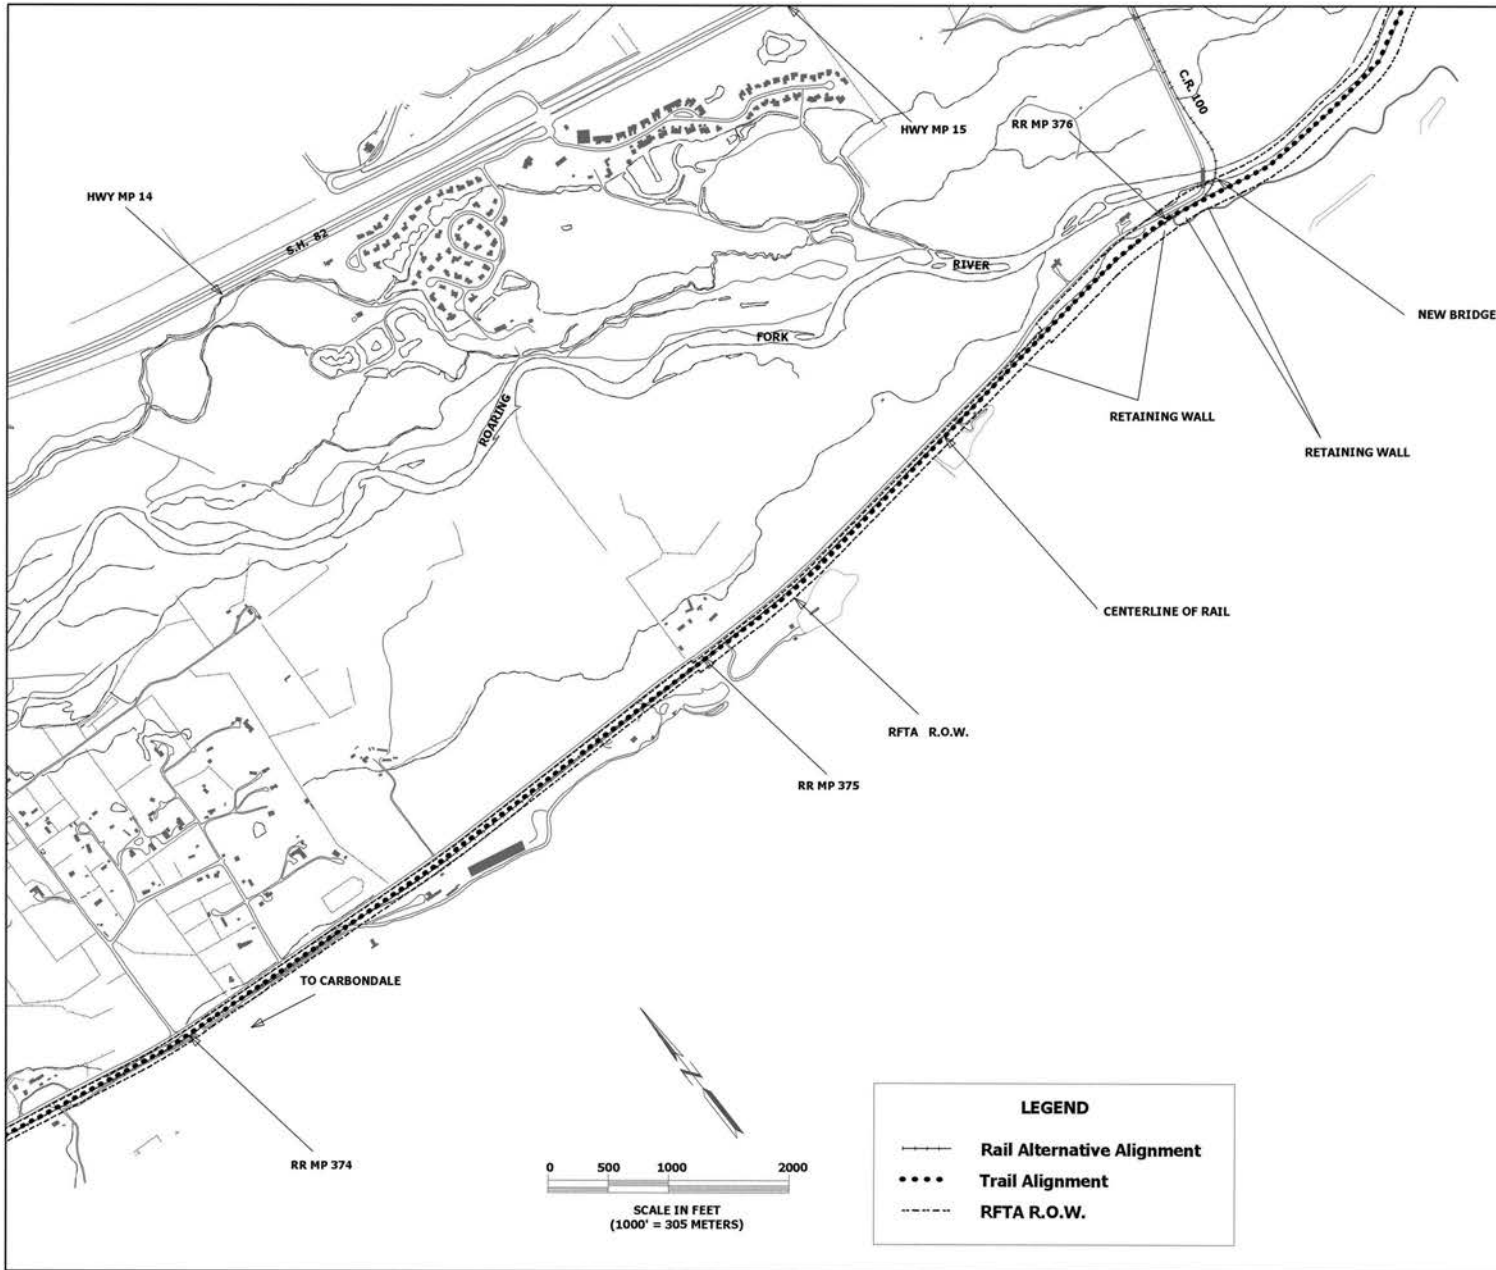 C.R. 100
HWY MP 15
RR MP 376
HWY MP 14
S.H. 82
RIVER
NEW BRIDGE
FORK
ROARING
RETAINING WALL
RETAINING WALL
CENTERLINE OF RAIL
RFTA R.O.W.
RR MP 375
TO CARBONDALE
RR MP 374
N
0 500 1000 2000
SCALE IN FEET
(1000' = 305 METERS)
LEGEND
Rail Alternative Alignment
Trail Alignment
RFTA R.O.W.